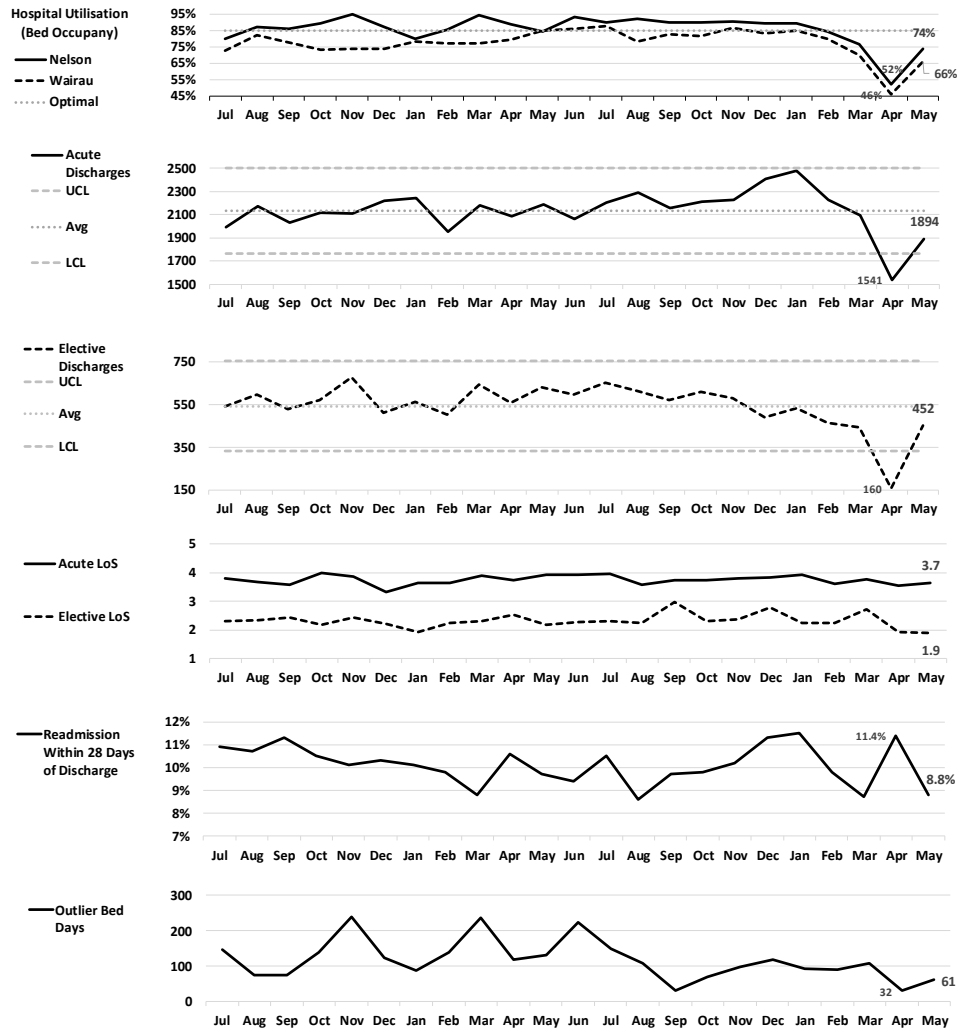 Hospital Utilisation
(Bed Occupany)
Nelson
Wairau
Optimal
95%
85%
75%
65%
55%
45%
74%
52%
66%
46%
Jul Aug Sep Oct Nov Dec Jan Feb Mar Apr May Jun Jul Aug Sep Oct Nov Dec Jan Feb Mar Apr May
Acute
Discharges
UCL
Avg
LCL
2500
2300
2100
1900
1700
1500
1894
1541
Jul Aug Sep Oct Nov Dec Jan Feb Mar Apr May Jun Jul Aug Sep Oct Nov Dec Jan Feb Mar Apr May
Elective
Discharges
UCL
Avg
LCL
750
550
350
150
452
160
Jul Aug Sep Oct Nov Dec Jan Feb Mar Apr May Jun Jul Aug Sep Oct Nov Dec Jan Feb Mar Apr May
Acute LoS
Elective LoS
5
4
3
2
1
3.7
1.9
Jul Aug Sep Oct Nov Dec Jan Feb Mar Apr May Jun Jul Aug Sep Oct Nov Dec Jan Feb Mar Apr May
Readmission
Within 28 Days
of Discharge
12%
11%
10%
9%
8%
7%
11.4%
8.8%
Jul Aug Sep Oct Nov Dec Jan Feb Mar Apr May Jun Jul Aug Sep Oct Nov Dec Jan Feb Mar Apr May
Outlier Bed
Days
300
200
100
0
32
61
Jul Aug Sep Oct Nov Dec Jan Feb Mar Apr May Jun Jul Aug Sep Oct Nov Dec Jan Feb Mar Apr May